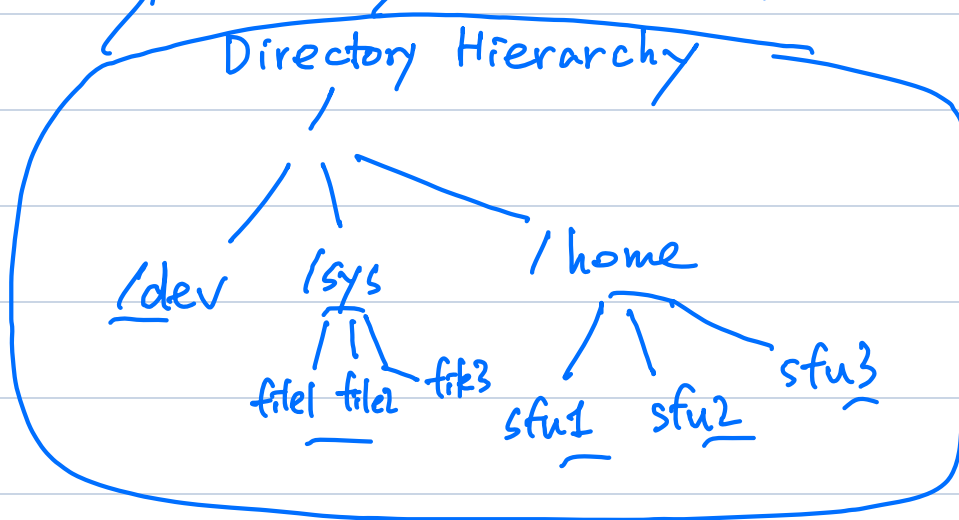 Directory Hierarchy
/
/dev /sys /home
file1 file2 file3
sfu1 sfu2 sfu3